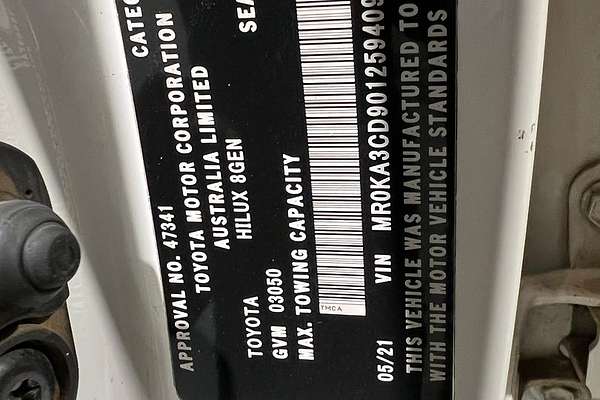 CATEG
SEA
APPROVAL NO. 47341
TOYOTA MOTOR CORPORATION
AUSTRALIA LIMITED
HILUX 8GEN
TOYOTA
GVM 03050
MAX. TOWING CAPACITY
TMCA
05/21 VIN MR0KA3CD901259409
THIS VEHICLE WAS MANUFACTURED TO
WITH THE MOTOR VEHICLE STANDARDS